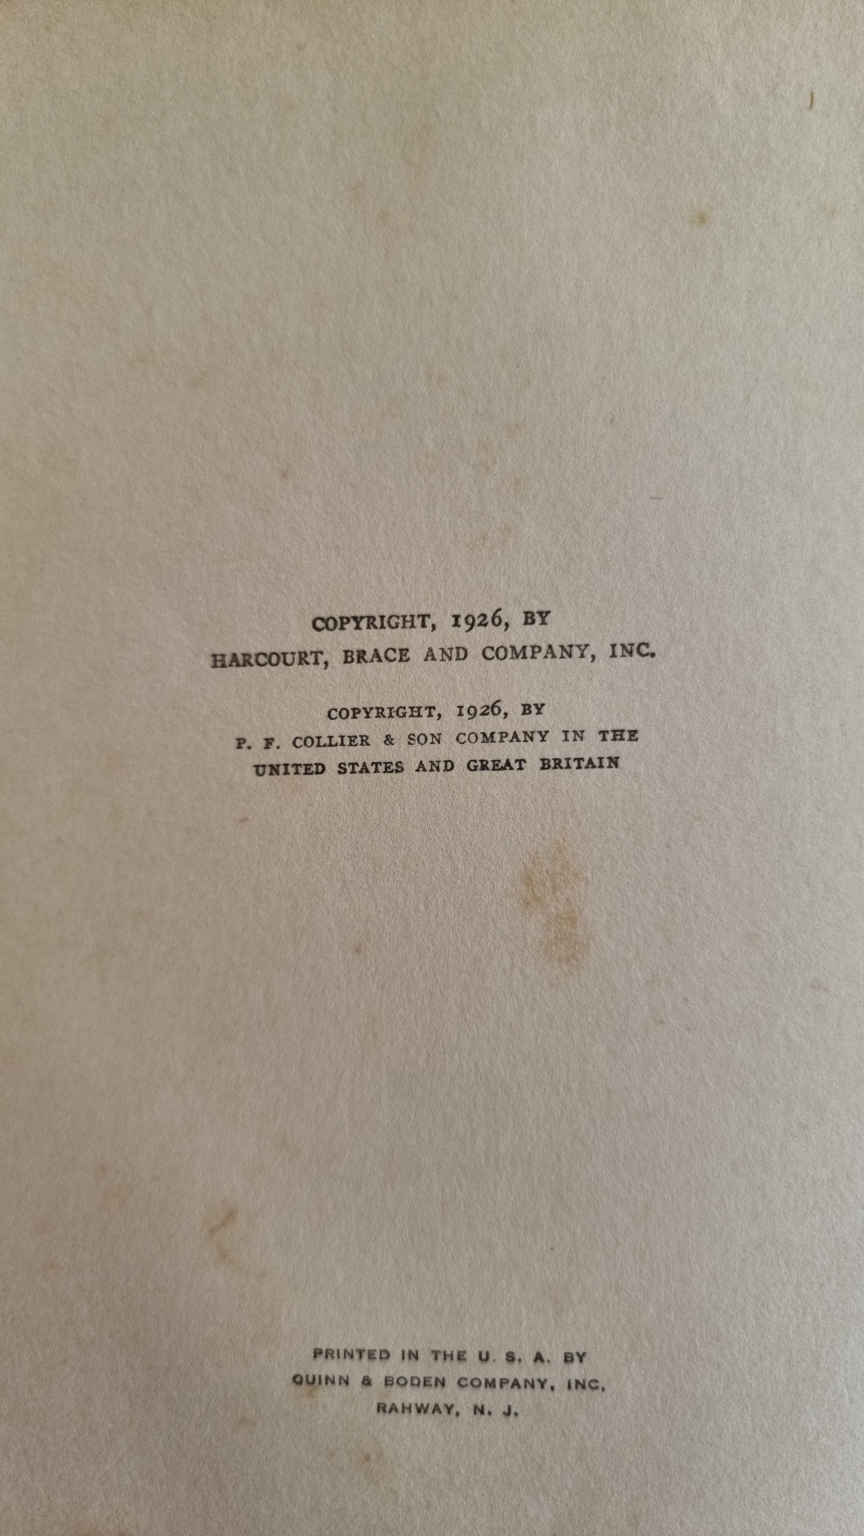 COPYRIGHT, 1926, BY
HARCOURT, BRACE AND COMPANY, INC.
COPYRIGHT, 1926, BY
P. F. COLLIER & SON COMPANY IN THE
UNITED STATES AND GREAT BRITAIN
PRINTED IN THE U. S. A. BY
QUINN & BODEN COMPANY, INC.
RAHWAY, N. J.